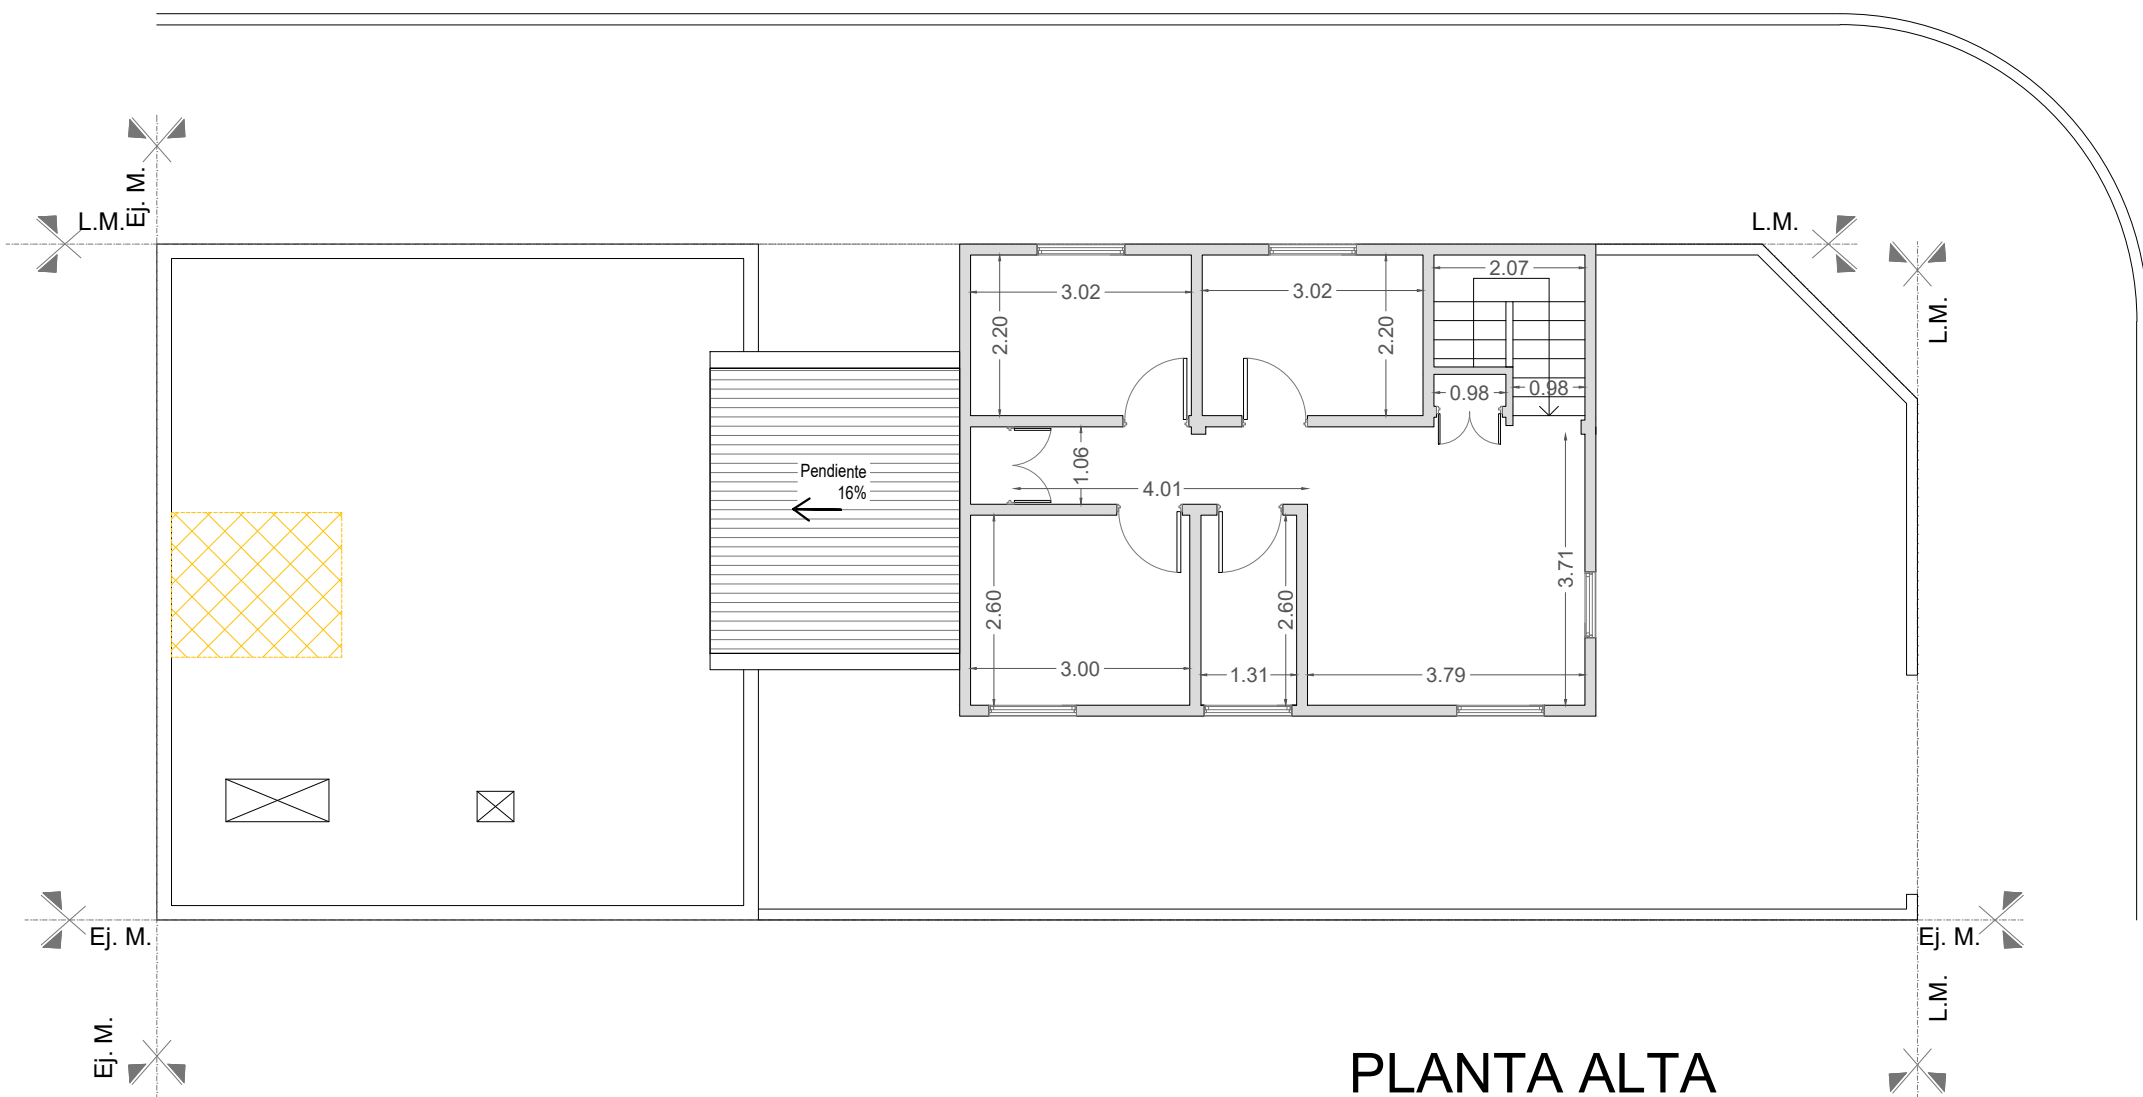 Ej. M.
L.M.
L.M.
L.M.
2.07
3.02
3.02
2.20
2.20
0.98
0.98
1.06
4.01
Pendiente
16%
3.71
2.60
2.60
3.00
1.31
3.79
Ej. M.
Ej. M.
Ej. M.
L.M.
PLANTA ALTA